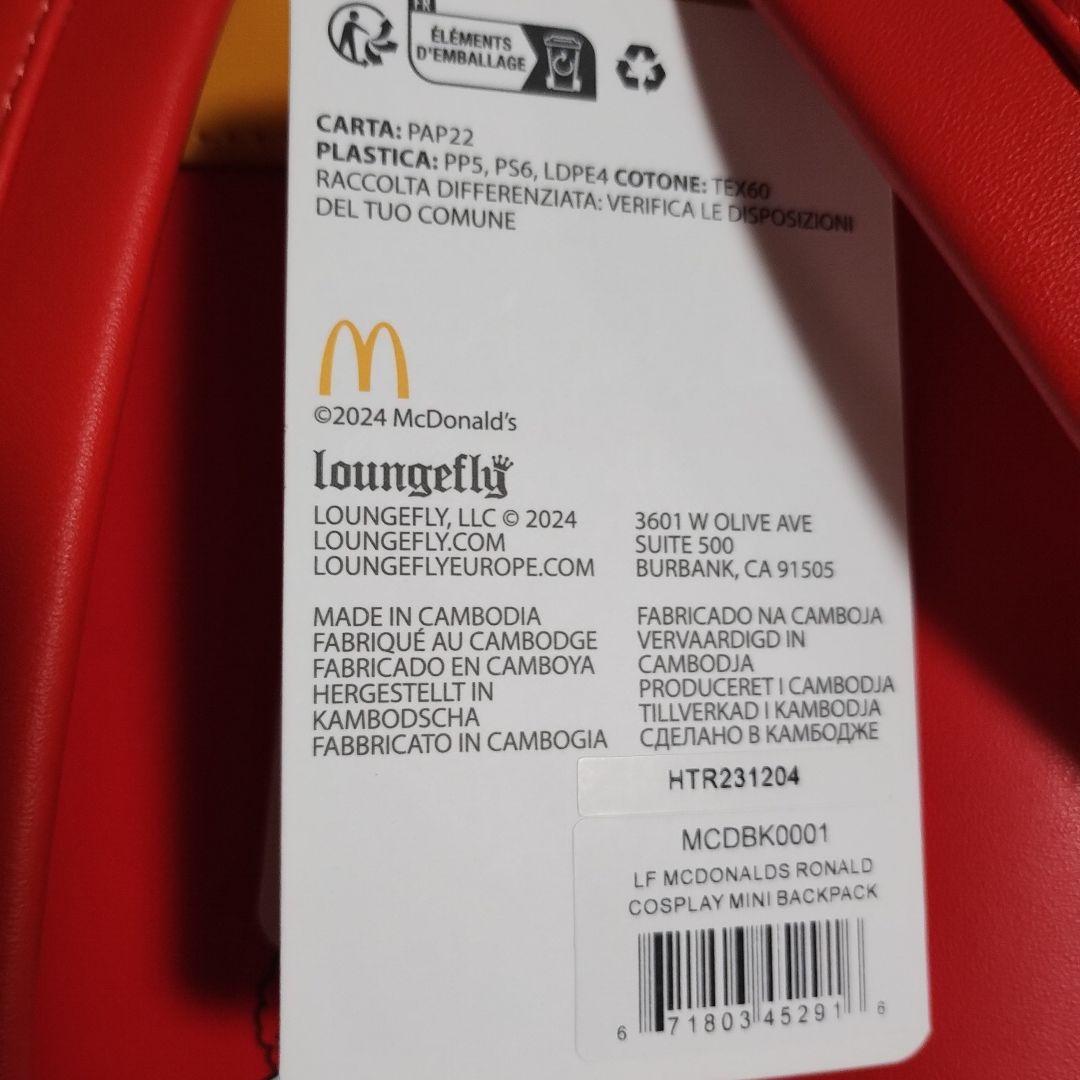 FR
ÉLÉMENTS
D'EMBALLAGE
CARTA: PAP22
PLASTICA: PP5, PS6, LDPE4 COTONE: TEX60
RACCOLTA DIFFERENZIATA: VERIFICA LE DISPOSIZIONI
DEL TUO COMUNE
©2024 McDonald's
loungefly
LOUNGEFLY, LLC © 2024
LOUNGEFLY.COM
LOUNGEFLYEUROPE.COM
3601 W OLIVE AVE
SUITE 500
BURBANK, CA 91505
MADE IN CAMBODIA
FABRIQUÉ AU CAMBODGE
FABRICADO EN CAMBOYA
HERGESTELLT IN
KAMBODSCHA
FABBRICATO IN CAMBOGIA
FABRICADO NA CAMBOJA
VERVAARDIGD IN
CAMBODJA
PRODUCERET I CAMBODJA
TILLVERKAD I KAMBODJA
СДЕЛАНО В КАМБОДЖЕ
HTR231204
MCDBK0001
LF MCDONALDS RONALD
COSPLAY MINI BACKPACK
6 71803 45291 6